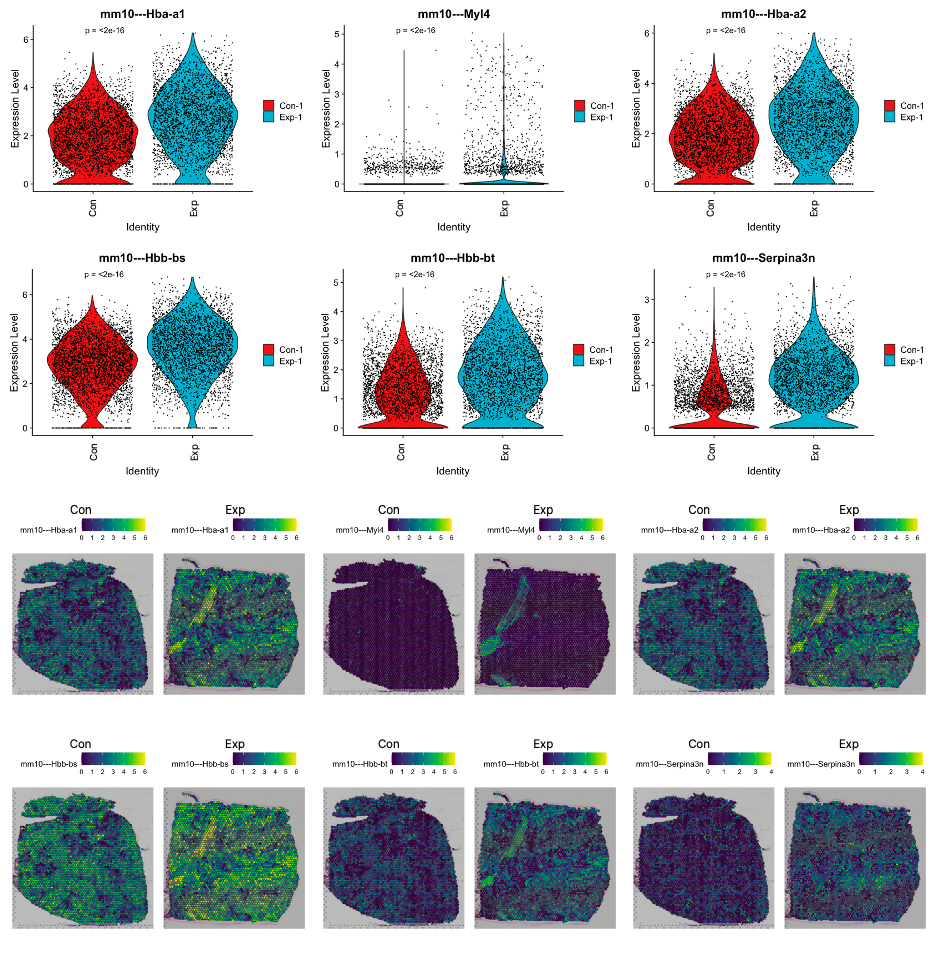 mm10---Hba-a1
p = <2e-16
Expression Level
6
4
2
0
Con
Exp
Identity
Con-1
Exp-1
mm10---Myl4
p = <2e-16
Expression Level
5
4
3
2
1
0
Con
Exp
Identity
Con-1
Exp-1
mm10---Hba-a2
p = <2e-16
Expression Level
6
4
2
0
Con
Exp
Identity
Con-1
Exp-1
mm10---Hbb-bs
p = <2e-16
Expression Level
6
4
2
0
Con
Exp
Identity
Con-1
Exp-1
mm10---Hbb-bt
p = <2e-16
Expression Level
5
4
3
2
1
0
Con
Exp
Identity
Con-1
Exp-1
mm10---Serpina3n
p = <2e-16
Expression Level
3
2
1
0
Con
Exp
Identity
Con-1
Exp-1
Con
mm10---Hba-a1
0 1 2 3 4 5 6
Exp
mm10---Hba-a1
0 1 2 3 4 5 6
Con
mm10---Myl4
0 1 2 3 4 5 6
Exp
mm10---Myl4
0 1 2 3 4 5 6
Con
mm10---Hba-a2
0 1 2 3 4 5 6
Exp
mm10---Hba-a2
0 1 2 3 4 5 6
Con
mm10---Hbb-bs
0 1 2 3 4 5 6
Exp
mm10---Hbb-bs
0 1 2 3 4 5 6
Con
mm10---Hbb-bt
0 1 2 3 4 5 6
Exp
mm10---Hbb-bt
0 1 2 3 4 5 6
Con
mm10---Serpina3n
0 1 2 3 4
Exp
mm10---Serpina3n
0 1 2 3 4